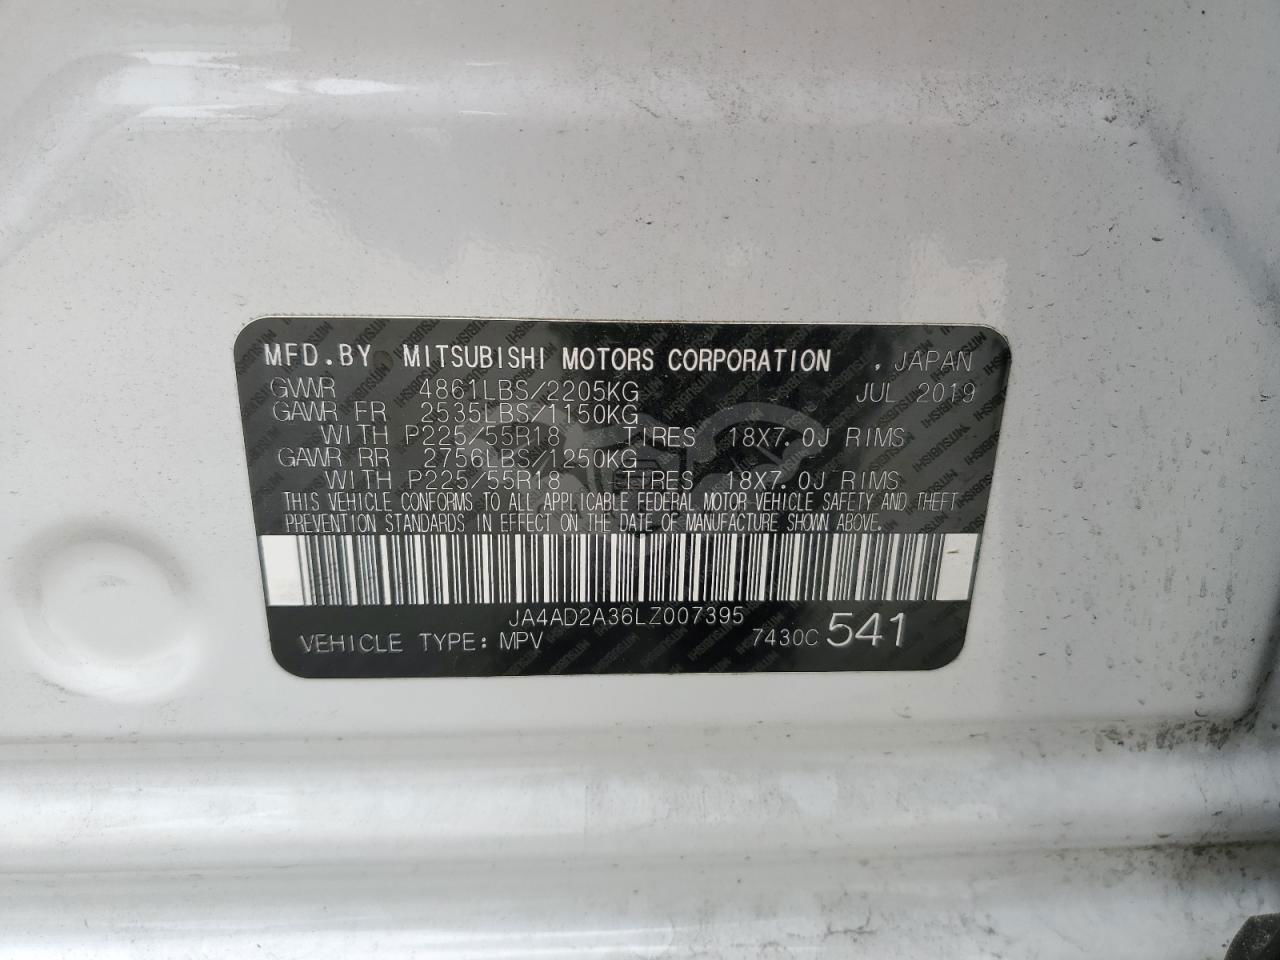 MFD.BY MITSUBISHI MOTORS CORPORATION , JAPAN
GWWR 4861LBS/2205KG JUL 2019
GAWR FR 2535LBS/1150KG
WITH P225/55R18 TIRES 18X7.0J RIMS
GAWR RR 2756LBS/1250KG
WITH P225/55R18 TIRES 18X7.0J RIMS
THIS VEHICLE CONFORMS TO ALL APPLICABLE FEDERAL MOTOR VEHICLE SAFETY AND THEFT
PREVENTION STANDARDS IN EFFECT ON THE DATE OF MANUFACTURE SHOWN ABOVE.
JA4AD2A36LZ007395
VEHICLE TYPE: MPV 7430C 541